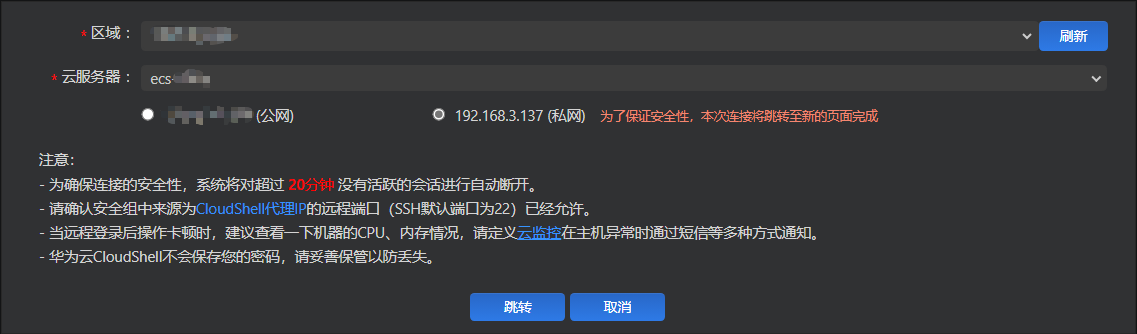 * 区域：
刷新
* 云服务器：
ecs-
(公网)
192.168.3.137 (私网) 为了保证安全性，本次连接将跳转至新的页面完成
注意：
- 为确保连接的安全性，系统将对超过 20分钟 没有活跃的会话进行自动断开。
- 请确认安全组中来源为CloudShell代理IP的远程端口（SSH默认端口为22）已经允许。
- 当远程登录后操作卡顿时，建议查看一下机器的CPU、内存情况，请定义云监控在主机异常时通过短信等多种方式通知。
- 华为云CloudShell不会保存您的密码，请妥善保管以防丢失。
跳转 取消